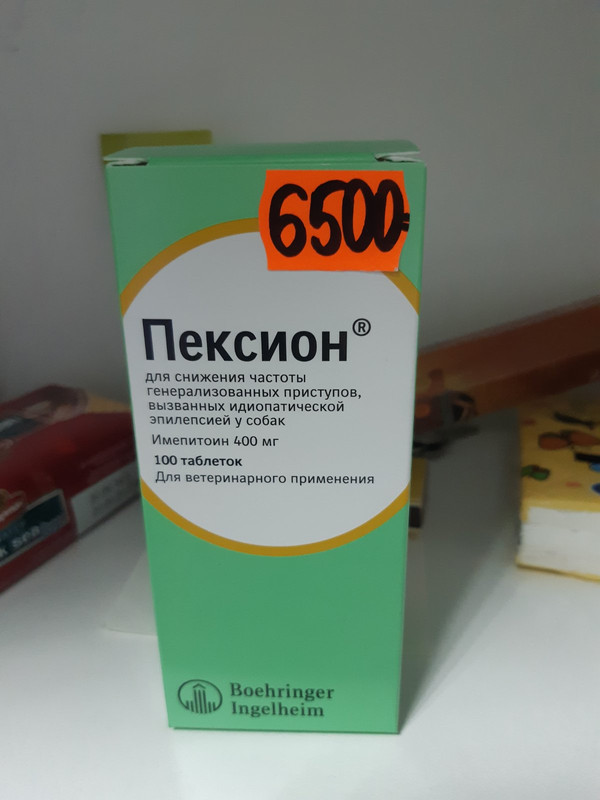 6500=
Пексион®
для снижения частоты
генерализованных приступов,
вызванных идиопатической
эпилепсией у собак
Имепитоин 400 мг
100 таблеток
Для ветеринарного применения
Boehringer
Ingelheim